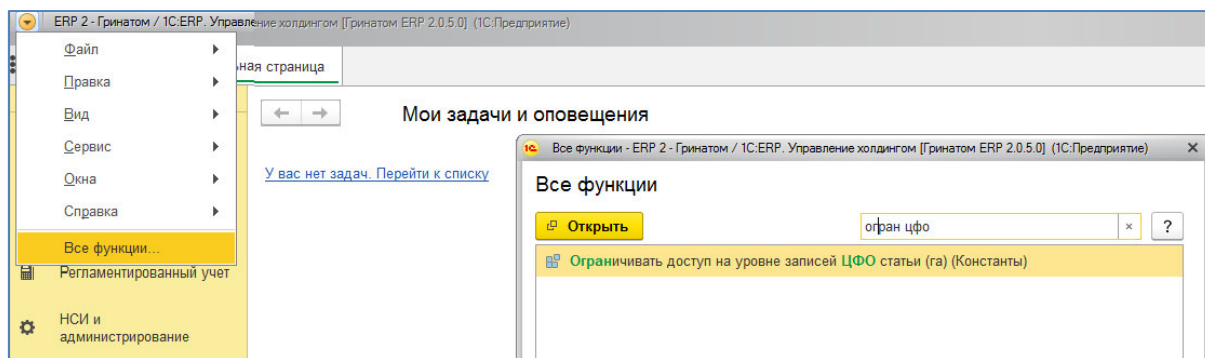 ERP 2 - Гринатом / 1С:ERP. Управление холдингом [Гринатом ERP 2.0.5.0] (1С:Предприятие)
Файл
Правка
Вид
Сервис
Окна
Справка
Все функции...
Регламентированный учет
НСИ и
администрирование
ная страница
Мои задачи и оповещения
У вас нет задач. Перейти к списку
Все функции - ERP 2 - Гринатом / 1С:ERP. Управление холдингом [Гринатом ERP 2.0.5.0] (1С:Предприятие)
Все функции
Открыть
огран цфо
×
?
Ограничивать доступ на уровне записей ЦФО статьи (га) (Константы)